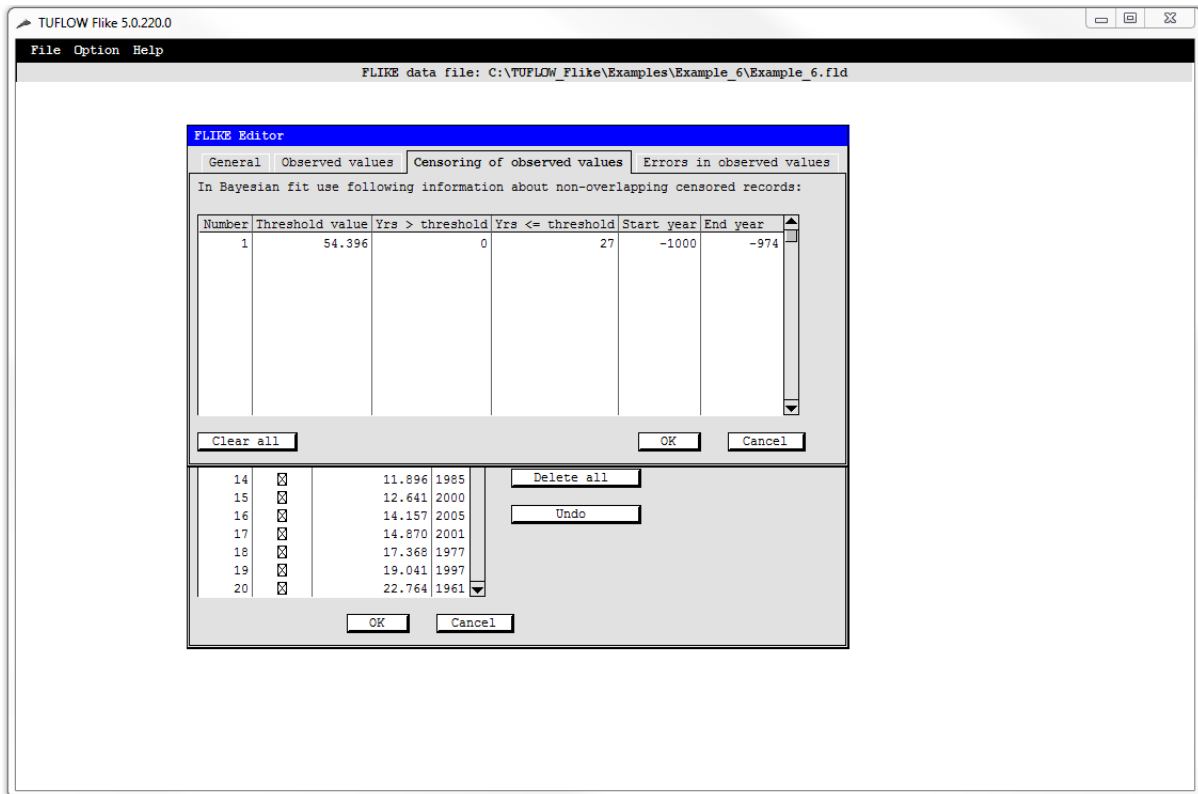 TUFLOW Flike 5.0.220.0
File Option Help
FLIKE data file: C:\TUFLOW_Flike\Examples\Example_6\Example_6.fld
FLIKE Editor
General Observed values Censoring of observed values Errors in observed values
In Bayesian fit use following information about non-overlapping censored records:
Number Threshold value Yrs > threshold Yrs <= threshold Start year End year
1 54.396 0 27 -1000 -974
Clear all OK Cancel
14 11.896 1985 Delete all
15 12.641 2000
16 14.157 2005 Undo
17 14.870 2001
18 17.368 1977
19 19.041 1997
20 22.764 1961
OK Cancel